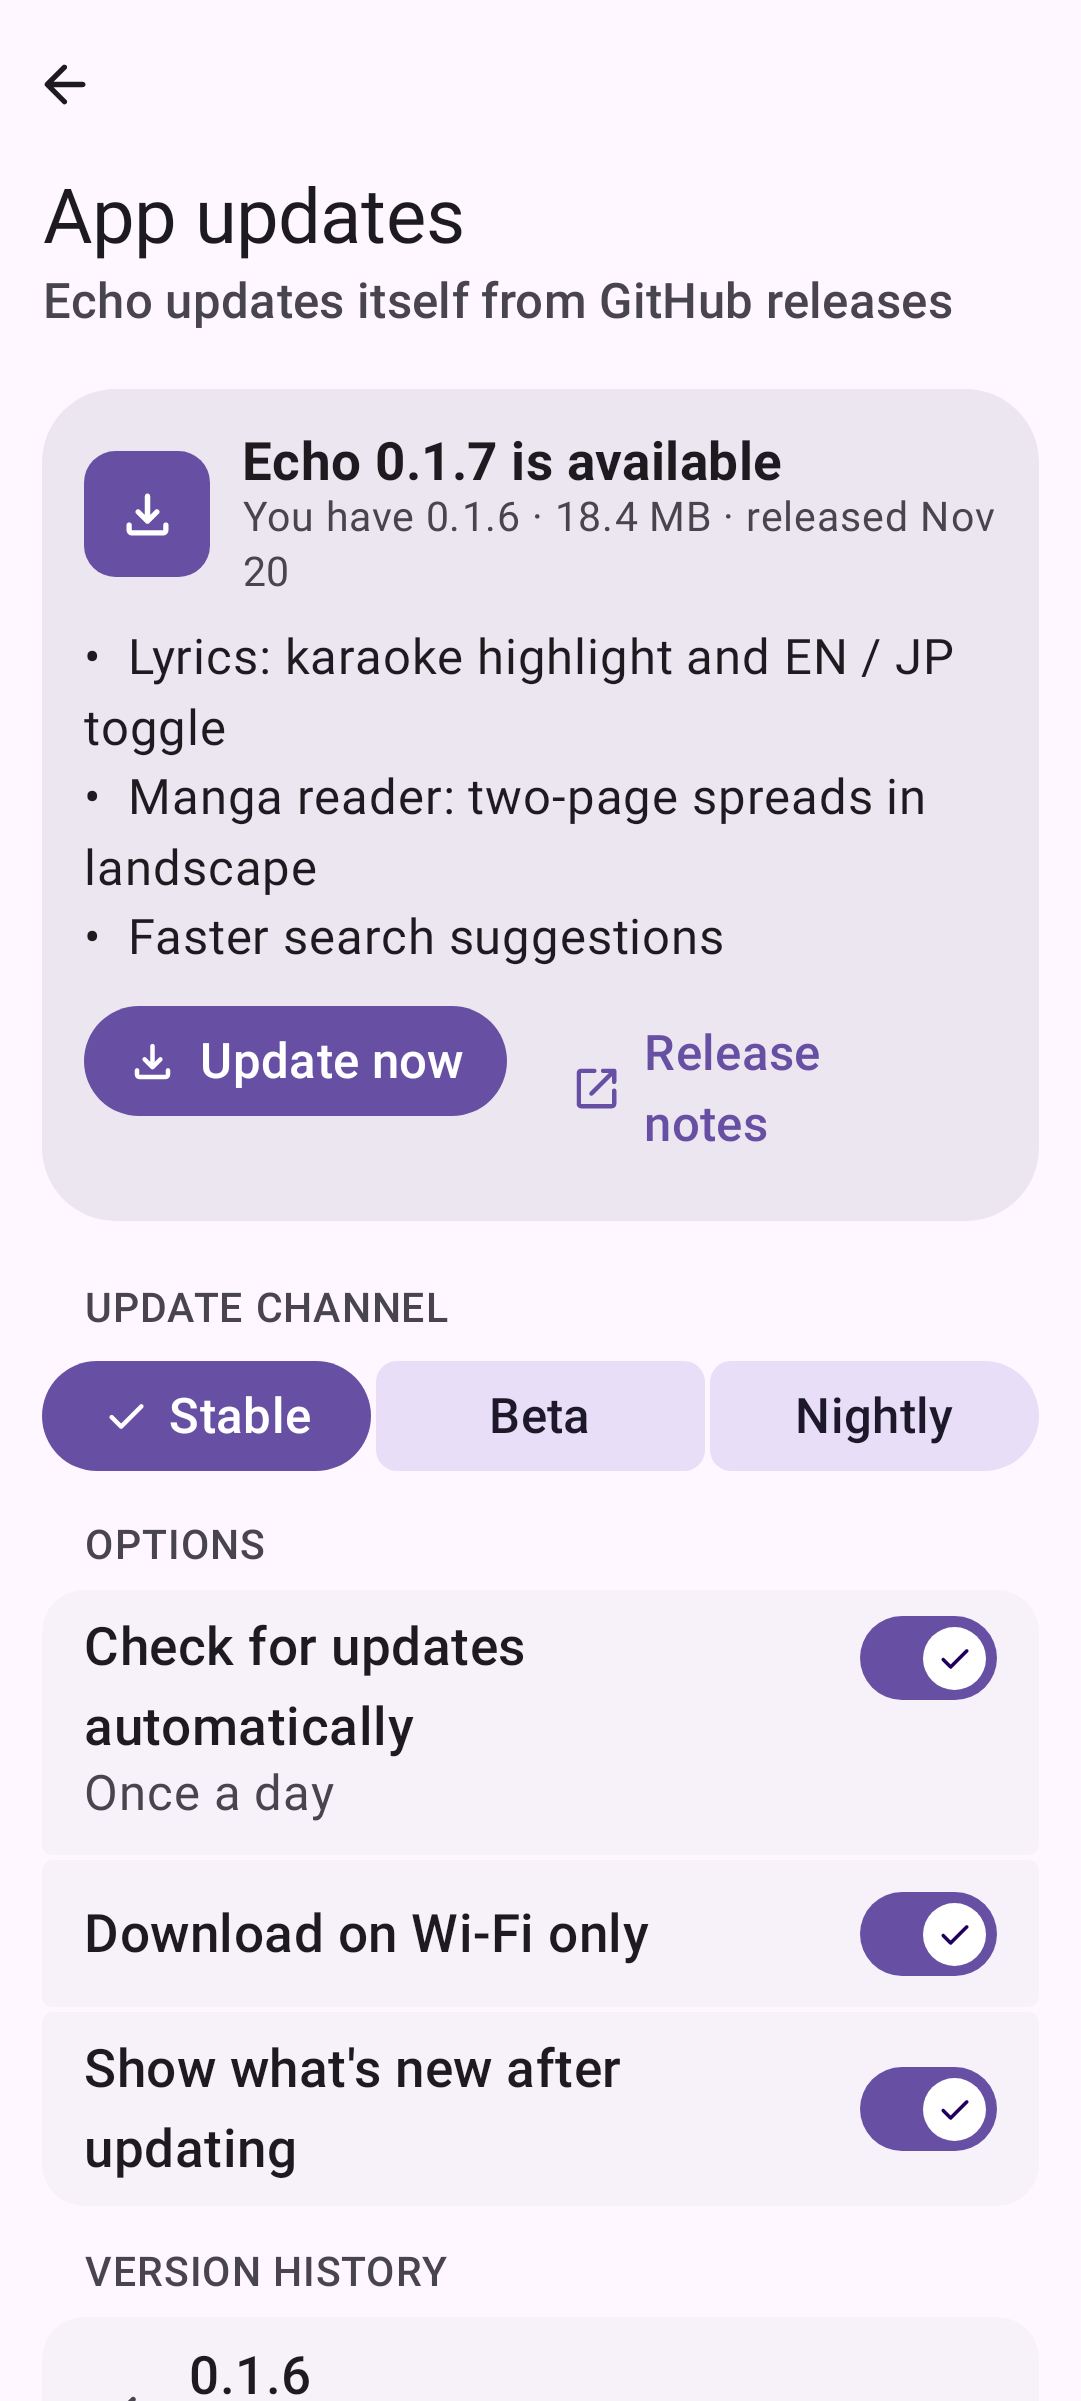 App updates
Echo updates itself from GitHub releases
Echo 0.1.7 is available
You have 0.1.6 · 18.4 MB · released Nov
20
• Lyrics: karaoke highlight and EN / JP
toggle
• Manga reader: two-page spreads in
landscape
• Faster search suggestions
Update now
Release
notes
UPDATE CHANNEL
Stable
Beta
Nightly
OPTIONS
Check for updates
automatically
Once a day
Download on Wi-Fi only
Show what's new after
updating
VERSION HISTORY
0.1.6